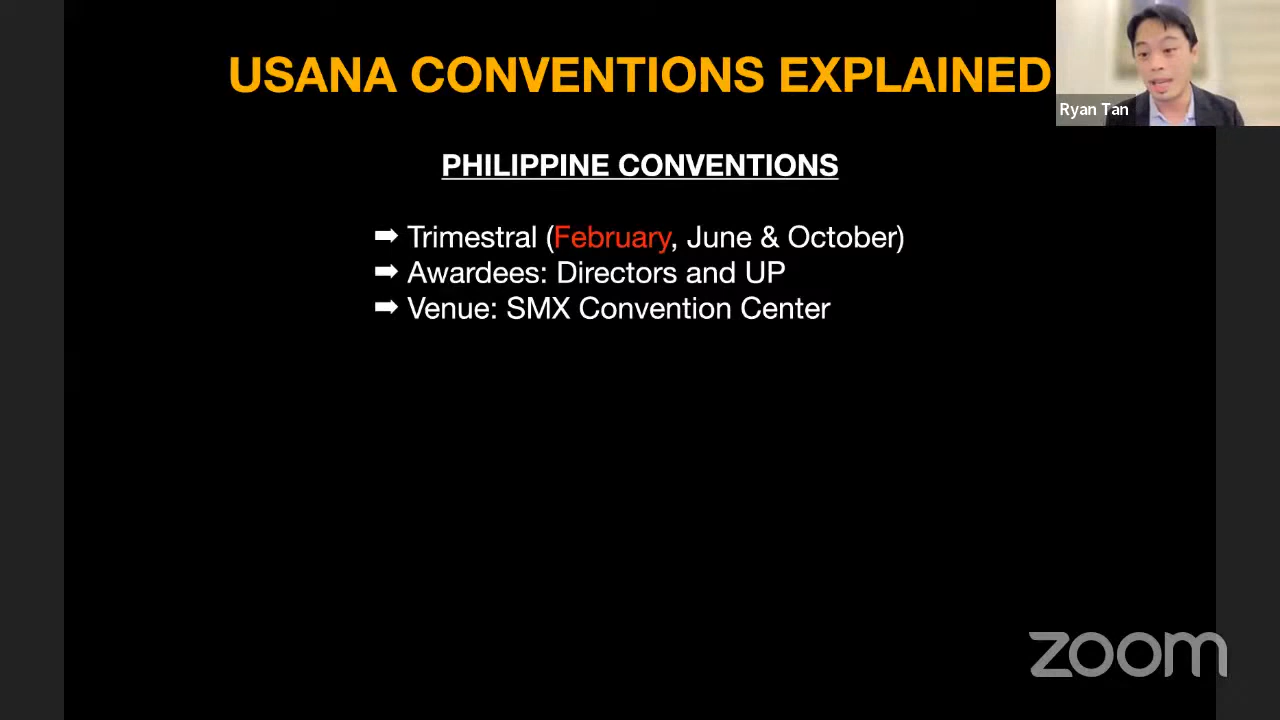 USANA CONVENTIONS EXPLAINED
Ryan Tan
PHILIPPINE CONVENTIONS
➡ Trimestral (February, June & October)
➡ Awardees: Directors and UP
➡ Venue: SMX Convention Center
zoom